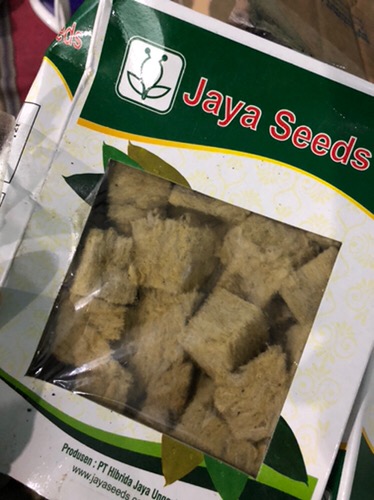 Jaya Seeds
Produsen : PT Hibrida Jaya
www.jayaseeds.c